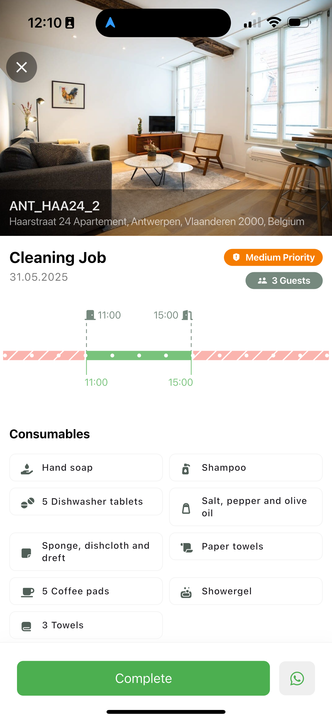 12:10
ANT_HAA24_2
Haarstraat 24 Apartement, Antwerpen, Vlaanderen 2000, Belgium
Cleaning Job
Medium Priority
31.05.2025
3 Guests
11:00
15:00
11:00
15:00
Consumables
Hand soap
Shampoo
5 Dishwasher tablets
Salt, pepper and olive
oil
Sponge, dishcloth and
dreft
Paper towels
5 Coffee pads
Showergel
3 Towels
Complete